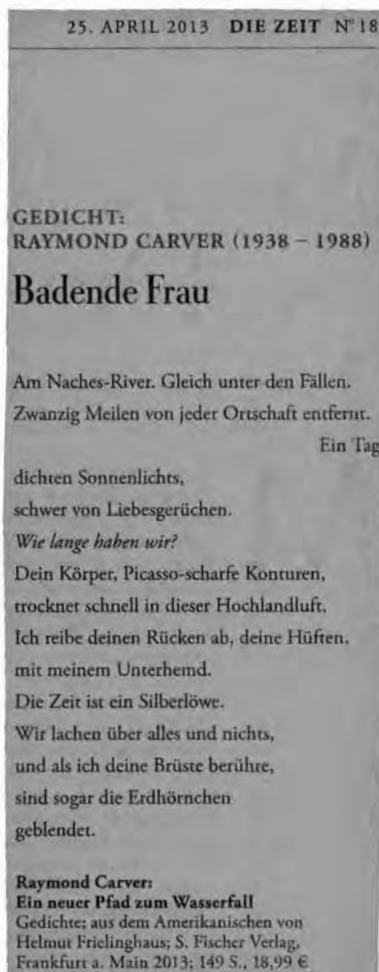 25. APRIL 2013 DIE ZEIT N° 18
GEDICHT:
RAYMOND CARVER (1938 – 1988)
Badende Frau
Am Naches-River. Gleich unter den Fällen.
Zwanzig Meilen von jeder Ortschaft entfernt.
Ein Tag
dichten Sonnenlichts,
schwer von Liebesgerüchen.
Wie lange haben wir?
Dein Körper, Picasso-scharfe Konturen,
trocknet schnell in dieser Hochlandluft.
Ich reibe deinen Rücken ab, deine Hüften,
mit meinem Unterhemd.
Die Zeit ist ein Silberlöwe.
Wir lachen über alles und nichts,
und als ich deine Brüste berühre,
sind sogar die Erdhörnchen
geblendet.
Raymond Carver:
Ein neuer Pfad zum Wasserfall
Gedichte; aus dem Amerikanischen von
Helmut Frielinghaus; S. Fischer Verlag,
Frankfurt a. Main 2013; 149 S., 18,99 €